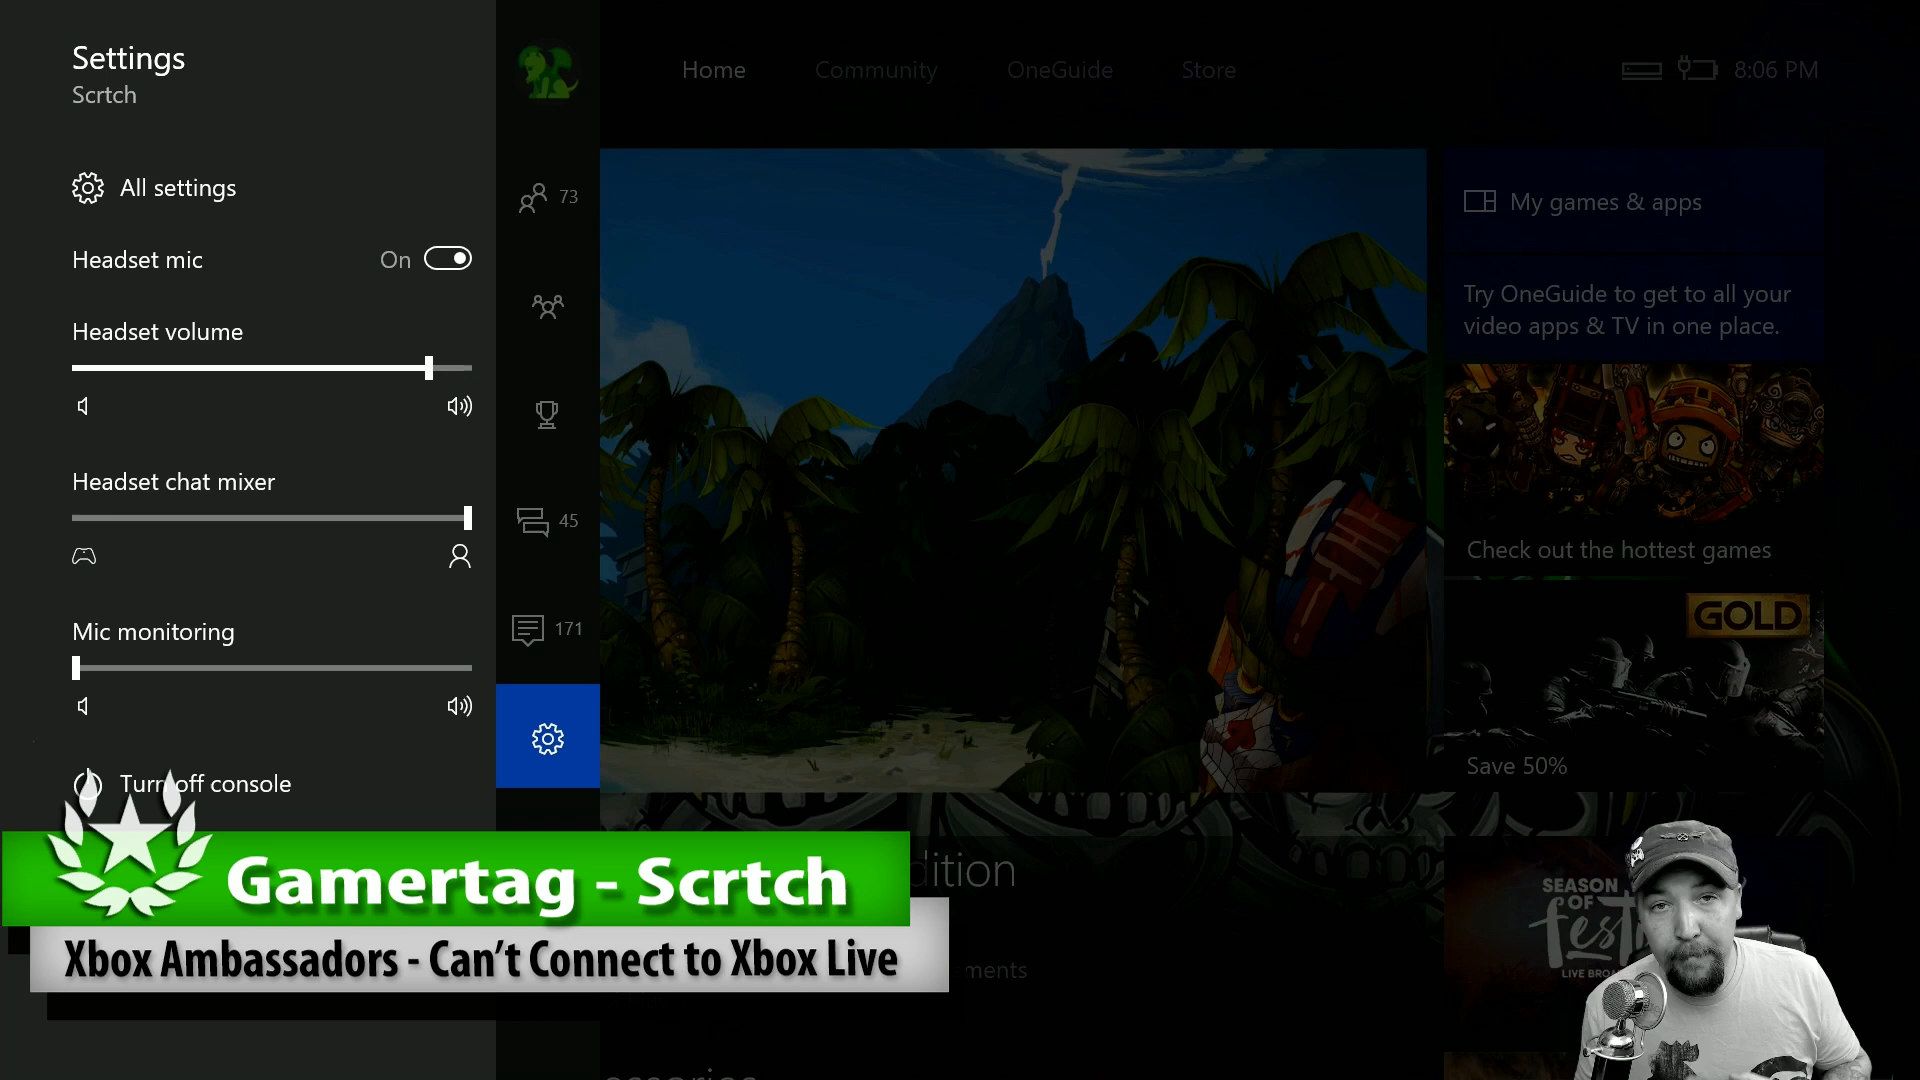 Settings
Scrtch
All settings
Headset mic
On
Headset volume
Headset chat mixer
Mic monitoring
Turn off console
73
45
171
Home
Community
OneGuide
Store
8:06 PM
My games & apps
Try OneGuide to get to all your
video apps & TV in one place.
Check out the hottest games
GOLD
Save 50%
SEASON
OF
LIVE
Gamertag - Scrtch
Xbox Ambassadors - Can't Connect to Xbox Live